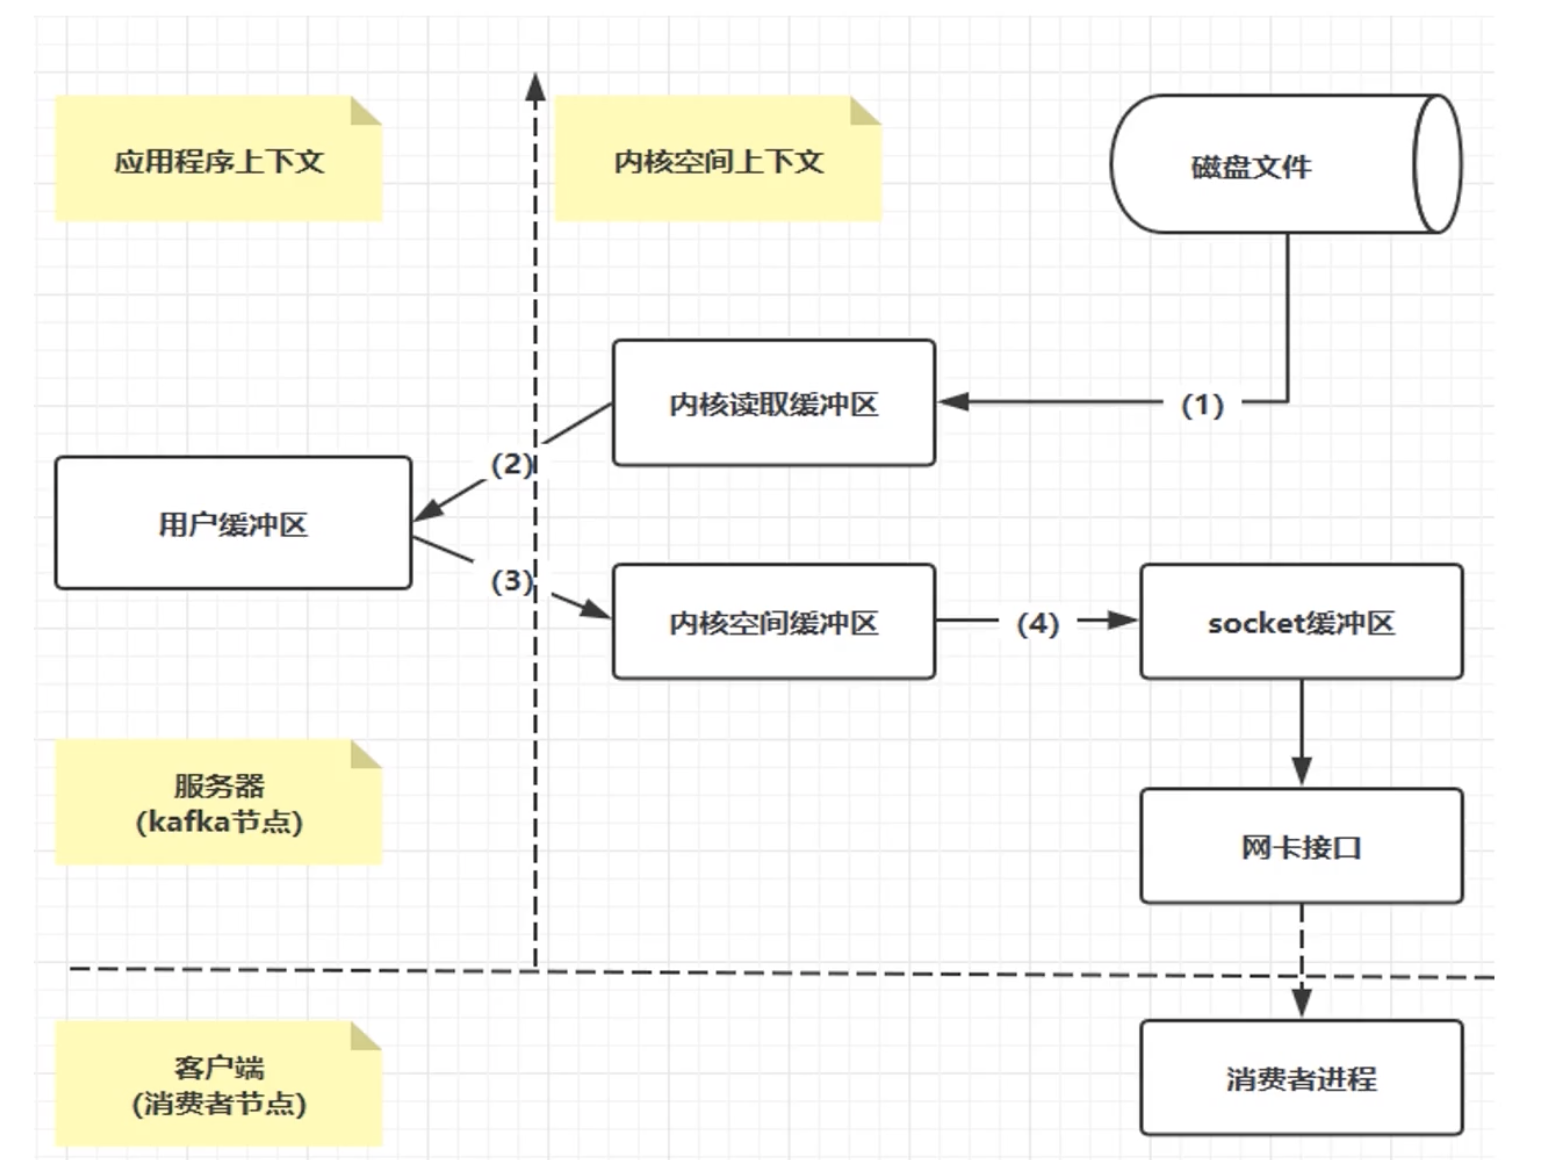 应用程序上下文
内核空间上下文
磁盘文件
内核读取缓冲区
(1)
(2)
用户缓冲区
(3)
内核空间缓冲区
(4)
socket缓冲区
服务器
(kafka节点)
网卡接口
客户端
(消费者节点)
消费者进程